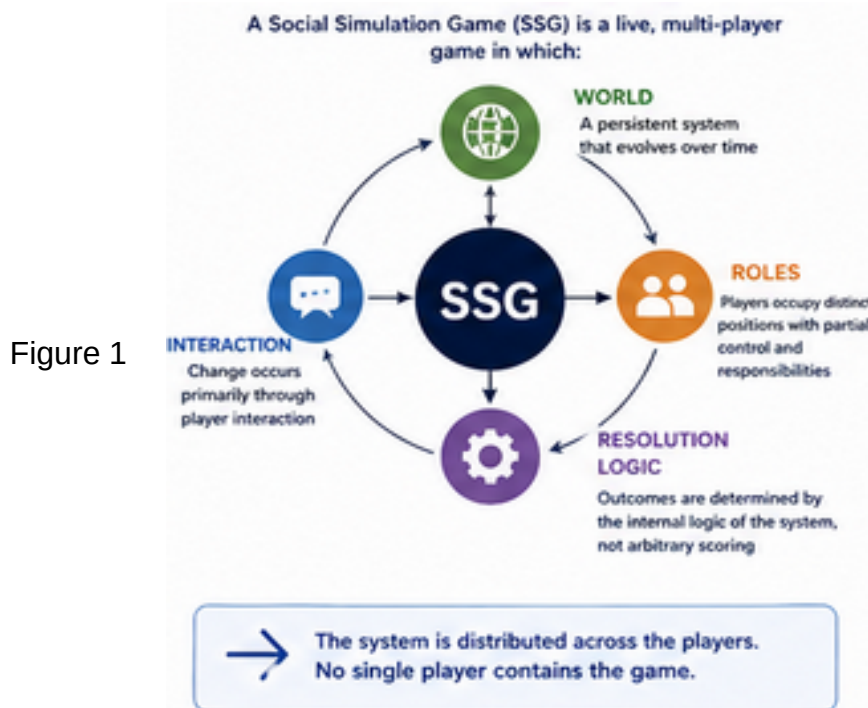 A Social Simulation Game (SSG) is a live, multi-player
game in which:
WORLD
A persistent system
that evolves over time
SSG
ROLES
Players occupy distinct
positions with partial
control and
responsibilities
Figure 1
INTERACTION
Change occurs
primarily through
player interaction
RESOLUTION
LOGIC
Outcomes are determined by
the internal logic of the system,
not arbitrary scoring
The system is distributed across the players.
No single player contains the game.